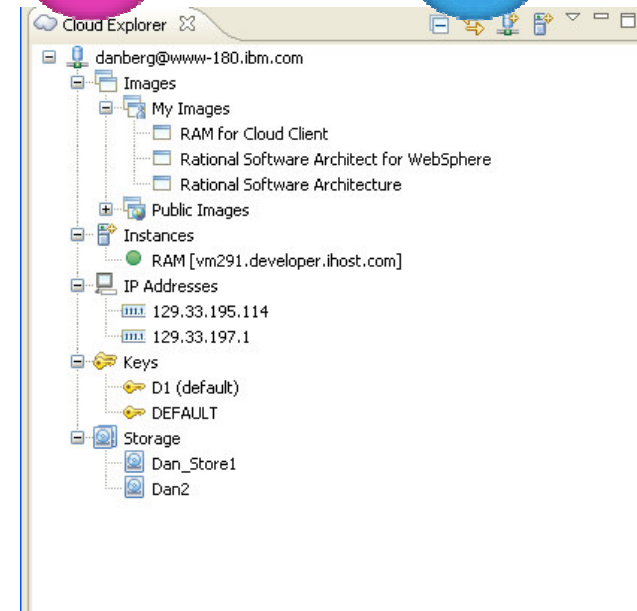 Cloud Explorer
danberg@www-180.ibm.com
Images
My Images
RAM for Cloud Client
Rational Software Architect for WebSphere
Rational Software Architecture
Public Images
Instances
RAM [vm291.developer.ihost.com]
IP Addresses
129.33.195.114
129.33.197.1
Keys
D1 (default)
DEFAULT
Storage
Dan_Store1
Dan2